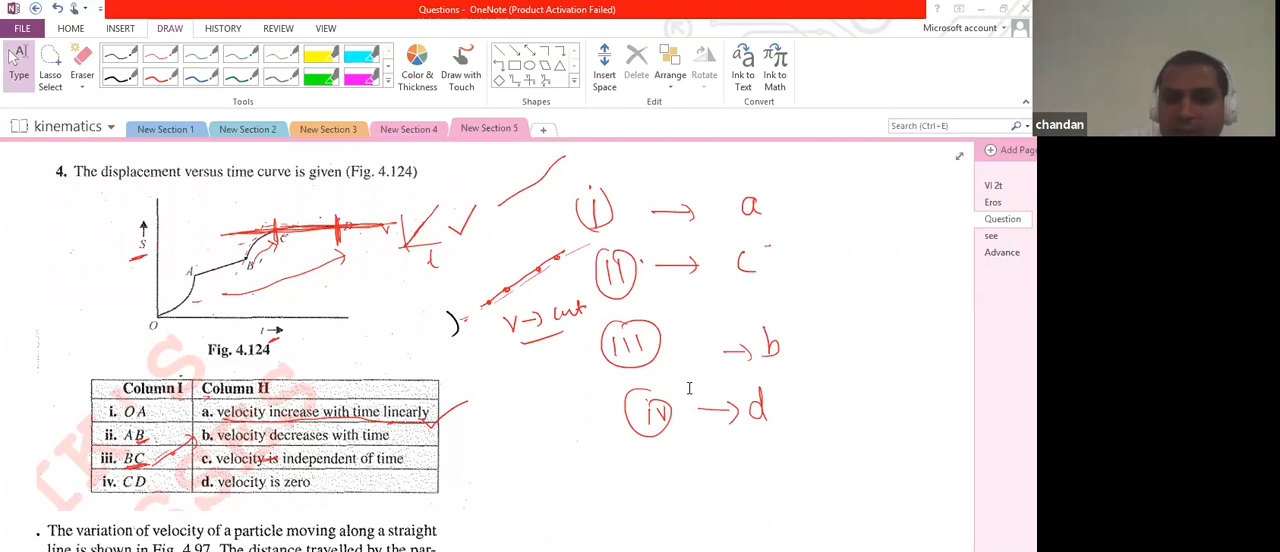 Questions - OneNote (Product Activation Failed)
FILE HOME INSERT DRAW HISTORY REVIEW VIEW
Microsoft account
Type
Lasso Select
Eraser
Color & Thickness
Draw with Touch
Insert Space
Delete
Arrange
Rotate
Ink to Text
Ink to Math
Tools
Shapes
Edit
Convert
kinematics
New Section 1
New Section 2
New Section 3
New Section 4
New Section 5
Search (Ctrl+E)
chandan
Add Page
VI 2t
Eros
Question
see
Advance
4. The displacement versus time curve is given (Fig. 4.124)
S
A
B
C
D
O
t
Fig. 4.124
v
t
v → cnt
(i) → a
(ii) → c
(iii) → b
(iv) → d
Column I Column H
i. OA a. velocity increase with time linearly
ii. AB b. velocity decreases with time
iii. BC c. velocity is independent of time
iv. CD d. velocity is zero
. The variation of velocity of a particle moving along a straight
line is shown in Fig. 4.97. The distance travelled by the par-